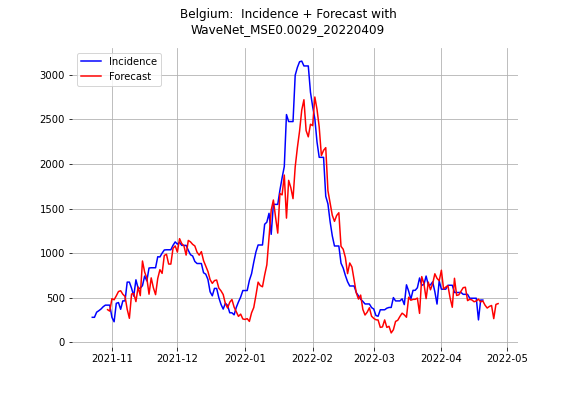 Belgium:  Incidence + Forecast with
WaveNet_MSE0.0029_20220409
Incidence
Forecast
3000
2500
2000
1500
1000
500
0
2021-11 2021-12 2022-01 2022-02 2022-03 2022-04 2022-05